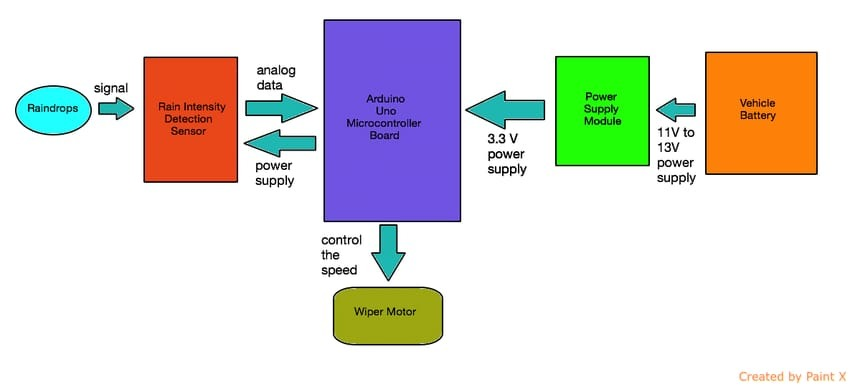 Raindrops
signal
Rain Intensity
Detection
Sensor
analog
data
power
supply
Arduino
Uno
Microcontroller
Board
control
the
speed
Wiper Motor
3.3 V
power
supply
Power
Supply
Module
11V to
13V
power
supply
Vehicle
Battery
Created by Paint X